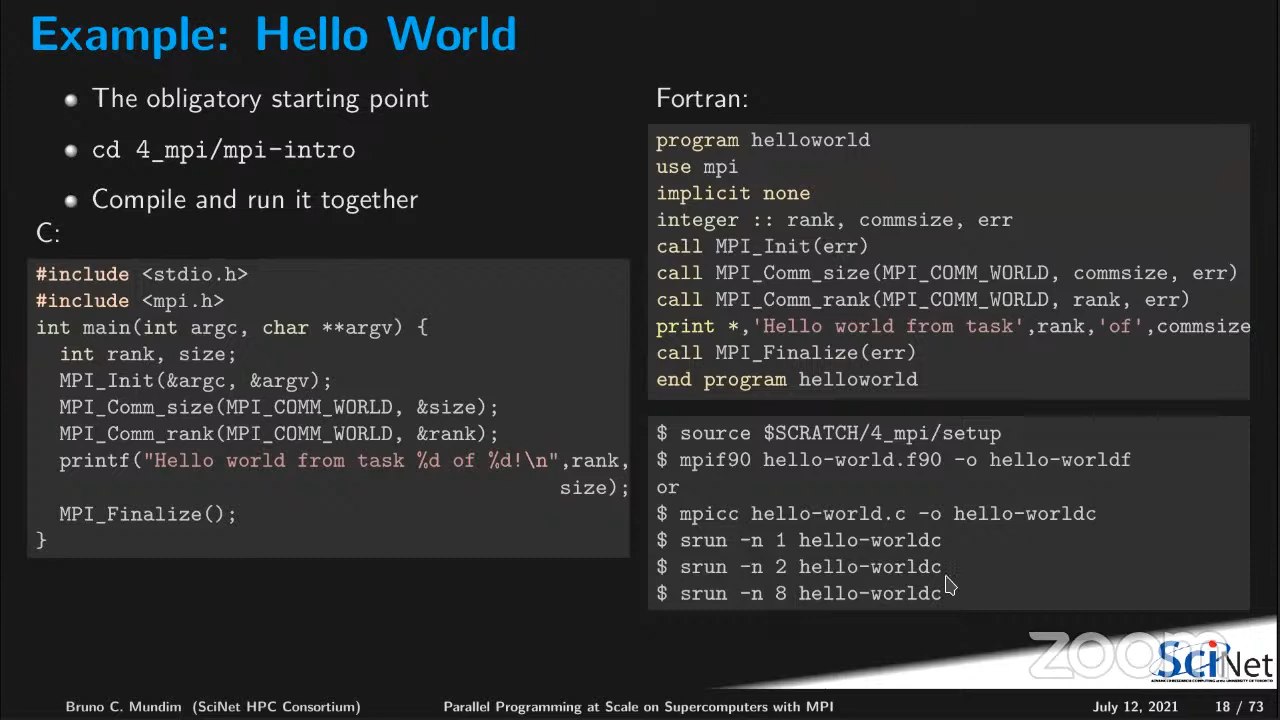 Example: Hello World
The obligatory starting point
cd 4_mpi/mpi-intro
Compile and run it together
C:
#include <stdio.h>
#include <mpi.h>
int main(int argc, char **argv) {
  int rank, size;
  MPI_Init(&argc, &argv);
  MPI_Comm_size(MPI_COMM_WORLD, &size);
  MPI_Comm_rank(MPI_COMM_WORLD, &rank);
  printf("Hello world from task %d of %d!\n",rank,
size);
  MPI_Finalize();
}
Fortran:
program helloworld
use mpi
implicit none
integer :: rank, commsize, err
call MPI_Init(err)
call MPI_Comm_size(MPI_COMM_WORLD, commsize, err)
call MPI_Comm_rank(MPI_COMM_WORLD, rank, err)
print *,'Hello world from task',rank,'of',commsize
call MPI_Finalize(err)
end program helloworld
$ source $SCRATCH/4_mpi/setup
$ mpif90 hello-world.f90 -o hello-worldf
or
$ mpicc hello-world.c -o hello-worldc
$ srun -n 1 hello-worldc
$ srun -n 2 hello-worldc
$ srun -n 8 hello-worldc
zoom
SciNet
Bruno C. Mundim (SciNet HPC Consortium)
Parallel Programming at Scale on Supercomputers with MPI
July 12, 2021
18 / 73